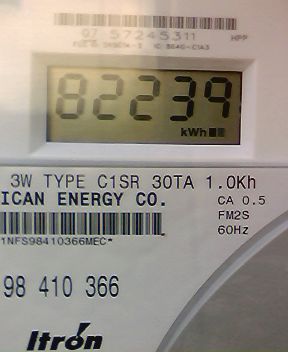 07 57245311 HPP
82239
kWh
3W TYPE C1SR 30TA 1.0Kh
ICAN ENERGY CO. CA 0.5
FM2S
60Hz
1NFS98410366MEC*
98 410 366
Itron